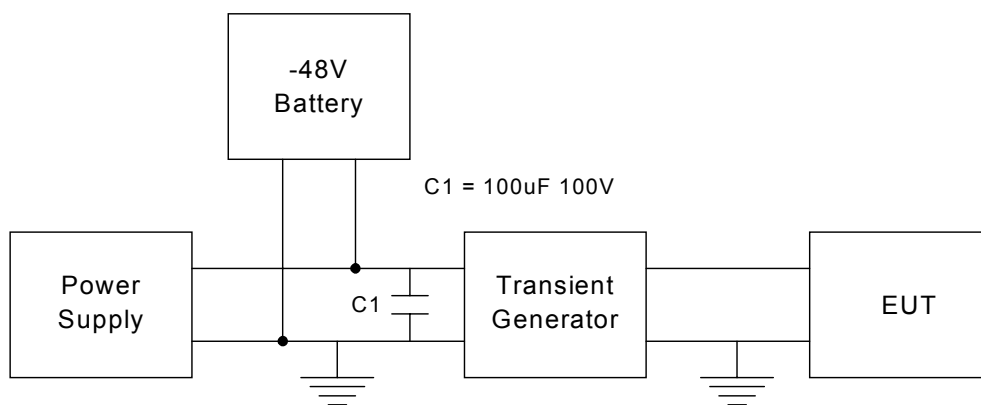 -48V
Battery
C1 = 100uF 100V
Power
Supply
C1
Transient
Generator
EUT